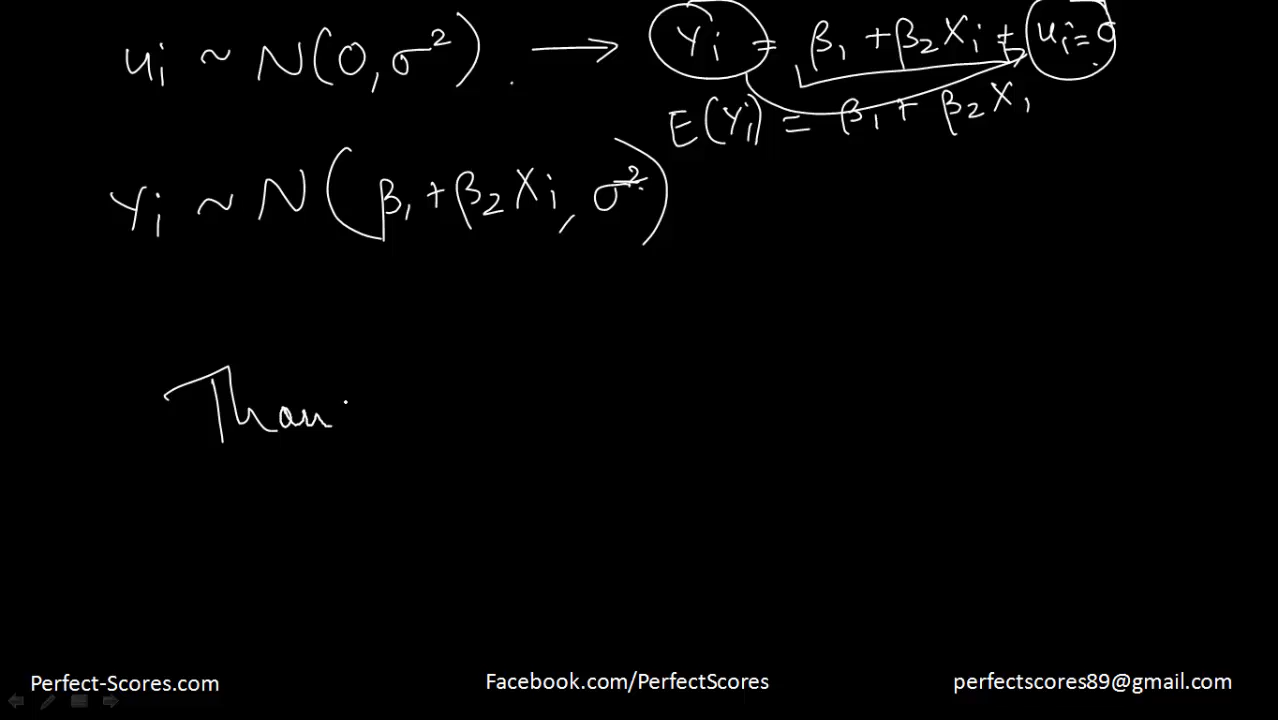 ui ~ N(0, σ²) . → Yi = β₁ + β₂Xi + ui = 0
E(Yi) = β₁ + β₂Xi
Yi ~ N(β₁ + β₂Xi, σ²)
Than
Perfect-Scores.com Facebook.com/PerfectScores perfectscores89@gmail.com